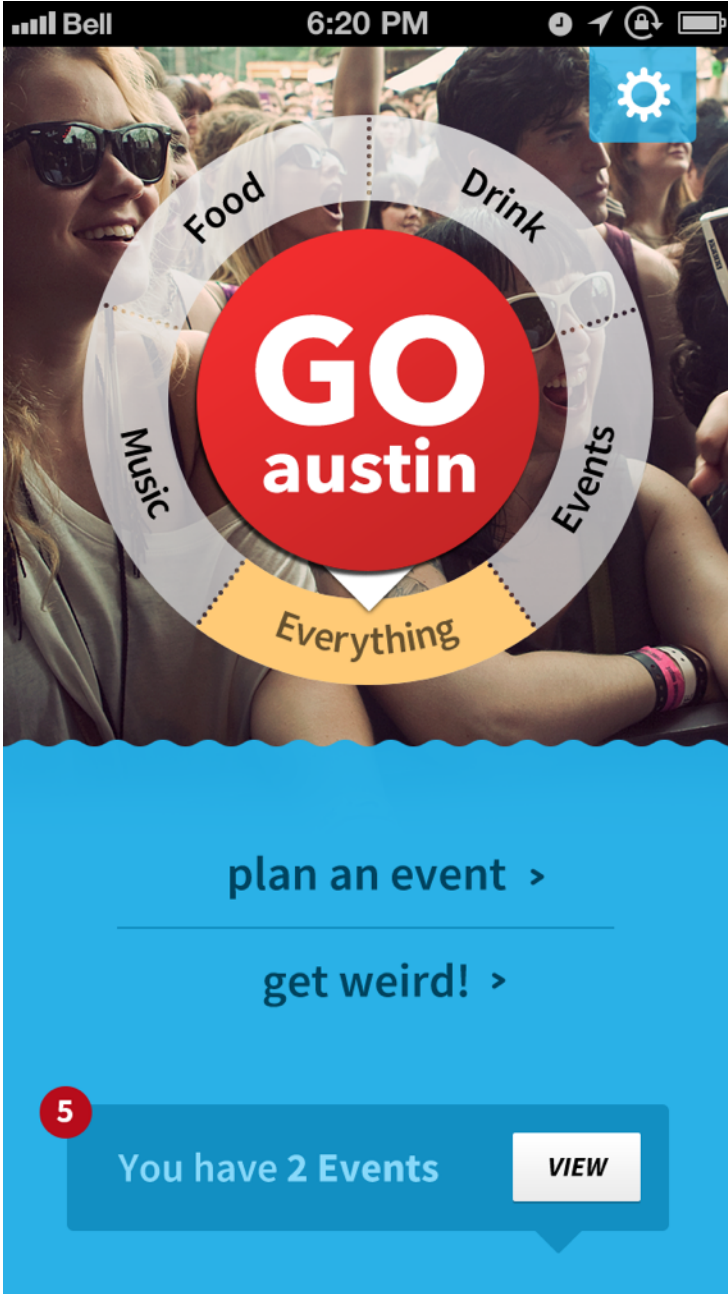 Bell
6:20 PM
Food
Drink
GO
austin
Music
Events
Everything
plan an event >
get weird! >
5
You have 2 Events
VIEW